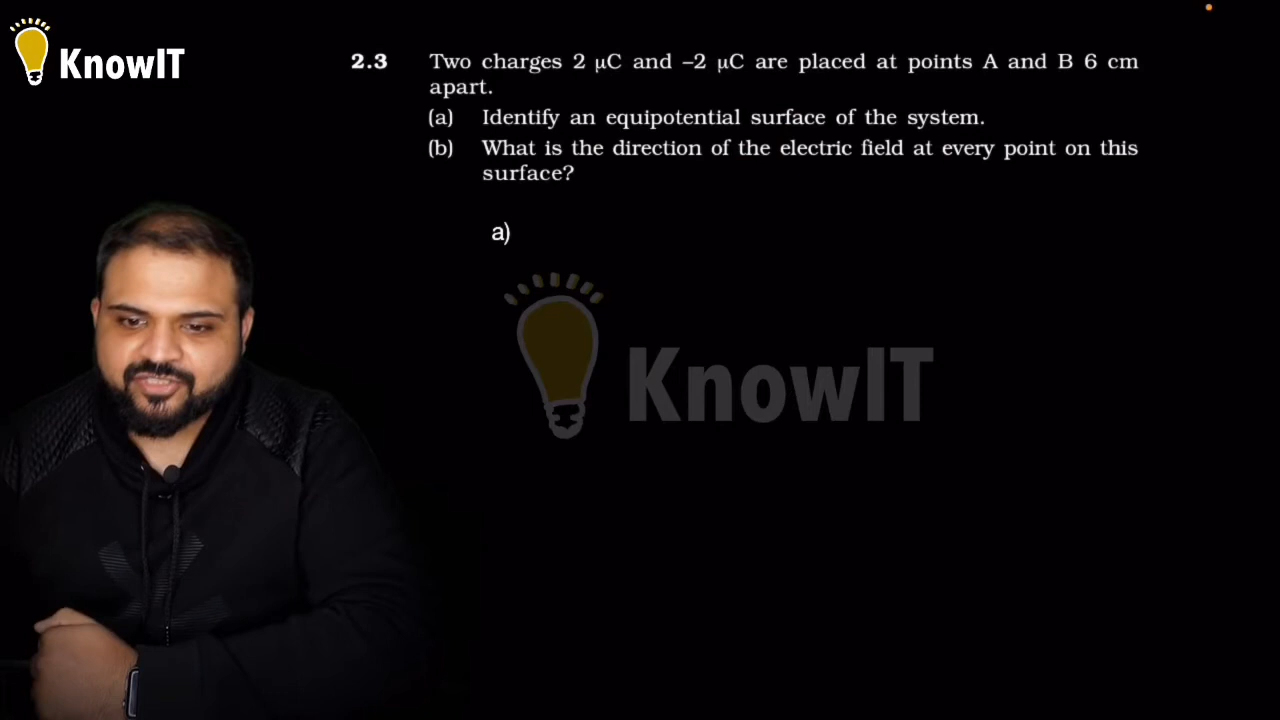 KnowIT
2.3 Two charges 2 μC and –2 μC are placed at points A and B 6 cm
apart.
(a) Identify an equipotential surface of the system.
(b) What is the direction of the electric field at every point on this
surface?
a)
KnowIT